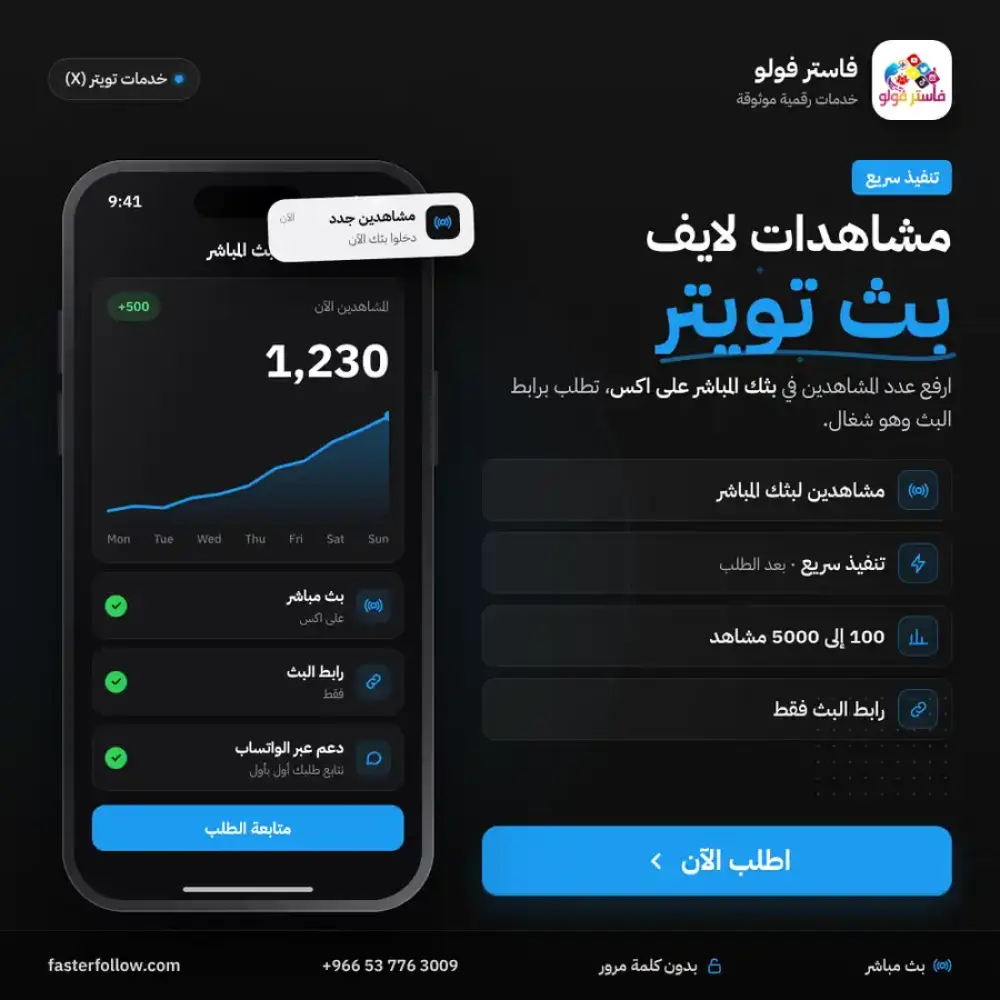 فاستر فولو
فاستر فولو
خدمات رقمية موثوقة
خدمات تويتر (X)
تنفيذ سريع
مشاهدات لايف
بث تويتر
ارفع عدد المشاهدين في بثك المباشر على اكس، تطلب برابط
البث وهو شغال.
مشاهدين لبثك المباشر
تنفيذ سريع · بعد الطلب
100 إلى 5000 مشاهد
رابط البث فقط
اطلب الآن
9:41
مشاهدين جدد
الآن
دخلوا بثك الآن
بث المباشر
المشاهدين الآن
+500
1,230
Mon Tue Wed Thu Fri Sat Sun
بث مباشر
على اكس
رابط البث
فقط
دعم عبر الواتساب
نتابع طلبك أول بأول
متابعة الطلب
بث مباشر
بدون كلمة مرور
+966 53 776 3009
fasterfollow.com